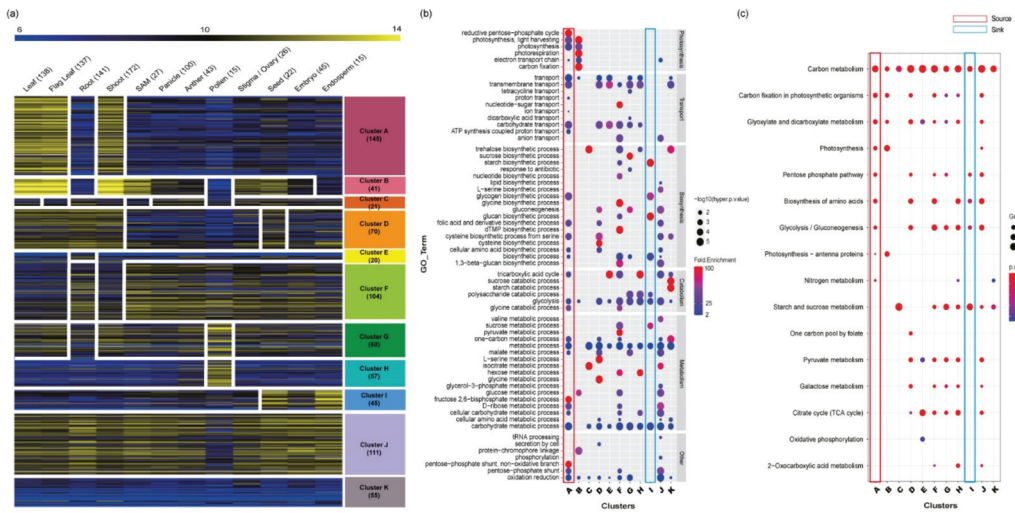 (a)
6
10
14
Leaf (138)
Flag Leaf (137)
Root (141)
Shoot (172)
SAM (27)
Panicle (100)
Anther (43)
Pollen (15)
Stigma / Ovary (26)
Seed (22)
Embryo (45)
Endosperm (15)
Cluster A
(145)
Cluster B
(41)
Cluster C
(21)
Cluster D
(70)
Cluster E
(20)
Cluster F
(104)
Cluster G
Cluster H
(57)
Cluster I
(45)
Cluster J
(111)
Cluster K
(55)
(b)
GO_Term
reductive pentose-phosphate cycle
photosynthesis, light harvesting
photosynthesis
photorespiration
electron transport chain
carbon fixation
transport
transmembrane transport
tetracycline transport
proton transport
nucleotide-sugar transport
ion transport
dicarboxylic acid transport
carbohydrate transport
ATP synthesis coupled proton transport
anion transport
trehalose biosynthetic process
sucrose biosynthetic process
starch biosynthetic process
response to antibiotic
nucleotide biosynthetic process
lipid biosynthetic process
L-serine biosynthetic process
glycogen biosynthetic process
glycine biosynthetic process
gluconeogenesis
glucan biosynthetic process
folic acid and derivative biosynthetic process
dTMP biosynthetic process
cysteine biosynthetic process from serine
cysteine biosynthetic process
cellular amino acid biosynthetic process
biosynthetic process
1,3-beta-glucan biosynthetic process
tricarboxylic acid cycle
sucrose catabolic process
starch catabolic process
polysaccharide catabolic process
glycolysis
glycine catabolic process
valine metabolic process
sucrose metabolic process
pyruvate metabolic process
one-carbon metabolic process
metabolic process
malate metabolic process
L-serine metabolic process
isocitrate metabolic process
hexose metabolic process
glycine metabolic process
glycerol-3-phosphate metabolic process
glucose metabolic process
fructose 2,6-bisphosphate metabolic process
D-ribose metabolic process
cellular carbohydrate metabolic process
cellular amino acid metabolic process
carbohydrate metabolic process
tRNA processing
secretion by cell
protein-chromophore linkage
phosphorylation
pentose-phosphate shunt, non-oxidative branch
pentose-phosphate shunt
oxidation reduction
Photosynthesis
Transport
Biosynthesis
Catabolism
Metabolism
Other
A B C D E F G H I J K
Clusters
-log10(hyper.p.value)
2
3
4
5
Fold.Enrichment
100
25
2
(c)
Source
Sink
Carbon metabolism
Carbon fixation in photosynthetic organisms
Glyoxylate and dicarboxylate metabolism
Photosynthesis
Pentose phosphate pathway
Biosynthesis of amino acids
Glycolysis / Gluconeogenesis
Photosynthesis - antenna proteins
Nitrogen metabolism
Starch and sucrose metabolism
One carbon pool by folate
Pyruvate metabolism
Galactose metabolism
Citrate cycle (TCA cycle)
Oxidative phosphorylation
2-Oxocarboxylic acid metabolism
A B C D E F G H I J K
Clusters